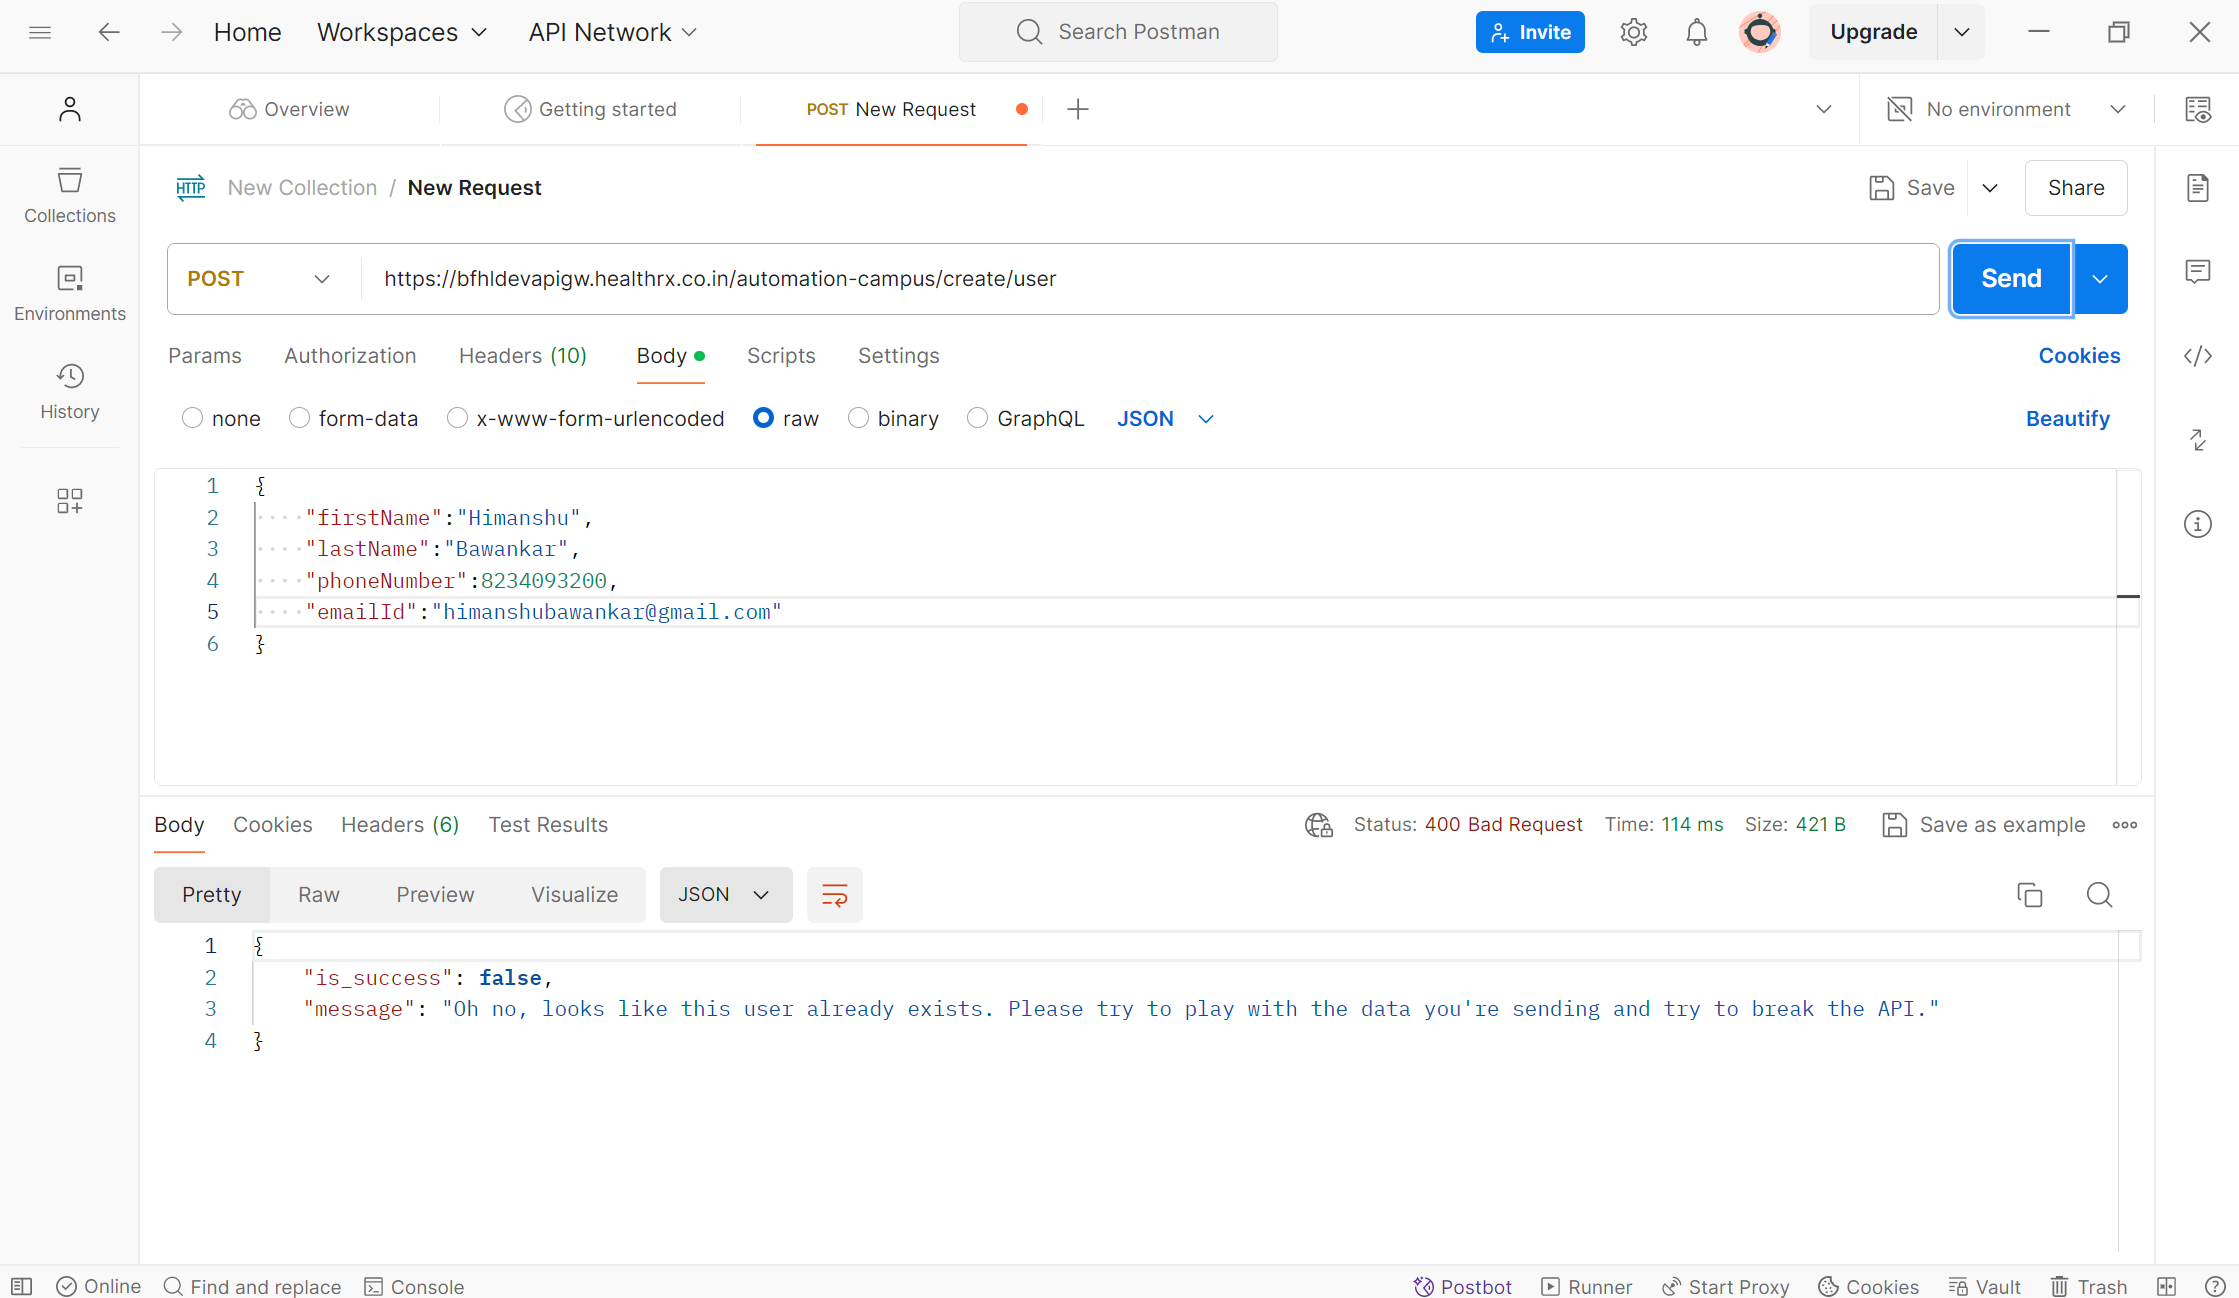 Home Workspaces API Network Search Postman Invite Upgrade
Overview Getting started POST New Request No environment
HTTP New Collection / New Request Save Share
Collections
POST https://bfhldevapigw.healthrx.co.in/automation-campus/create/user Send
Environments
Params Authorization Headers (10) Body Scripts Settings Cookies
History
none form-data x-www-form-urlencoded raw binary GraphQL JSON Beautify
1 {
2 "firstName":"Himanshu",
3 "lastName":"Bawankar",
4 "phoneNumber":8234093200,
5 "emailId":"himanshubawankar@gmail.com"
6 }
Body Cookies Headers (6) Test Results Status: 400 Bad Request Time: 114 ms Size: 421 B Save as example
Pretty Raw Preview Visualize JSON
1 {
2 "is_success": false,
3 "message": "Oh no, looks like this user already exists. Please try to play with the data you're sending and try to break the API."
4 }
Online Find and replace Console Postbot Runner Start Proxy Cookies Vault Trash